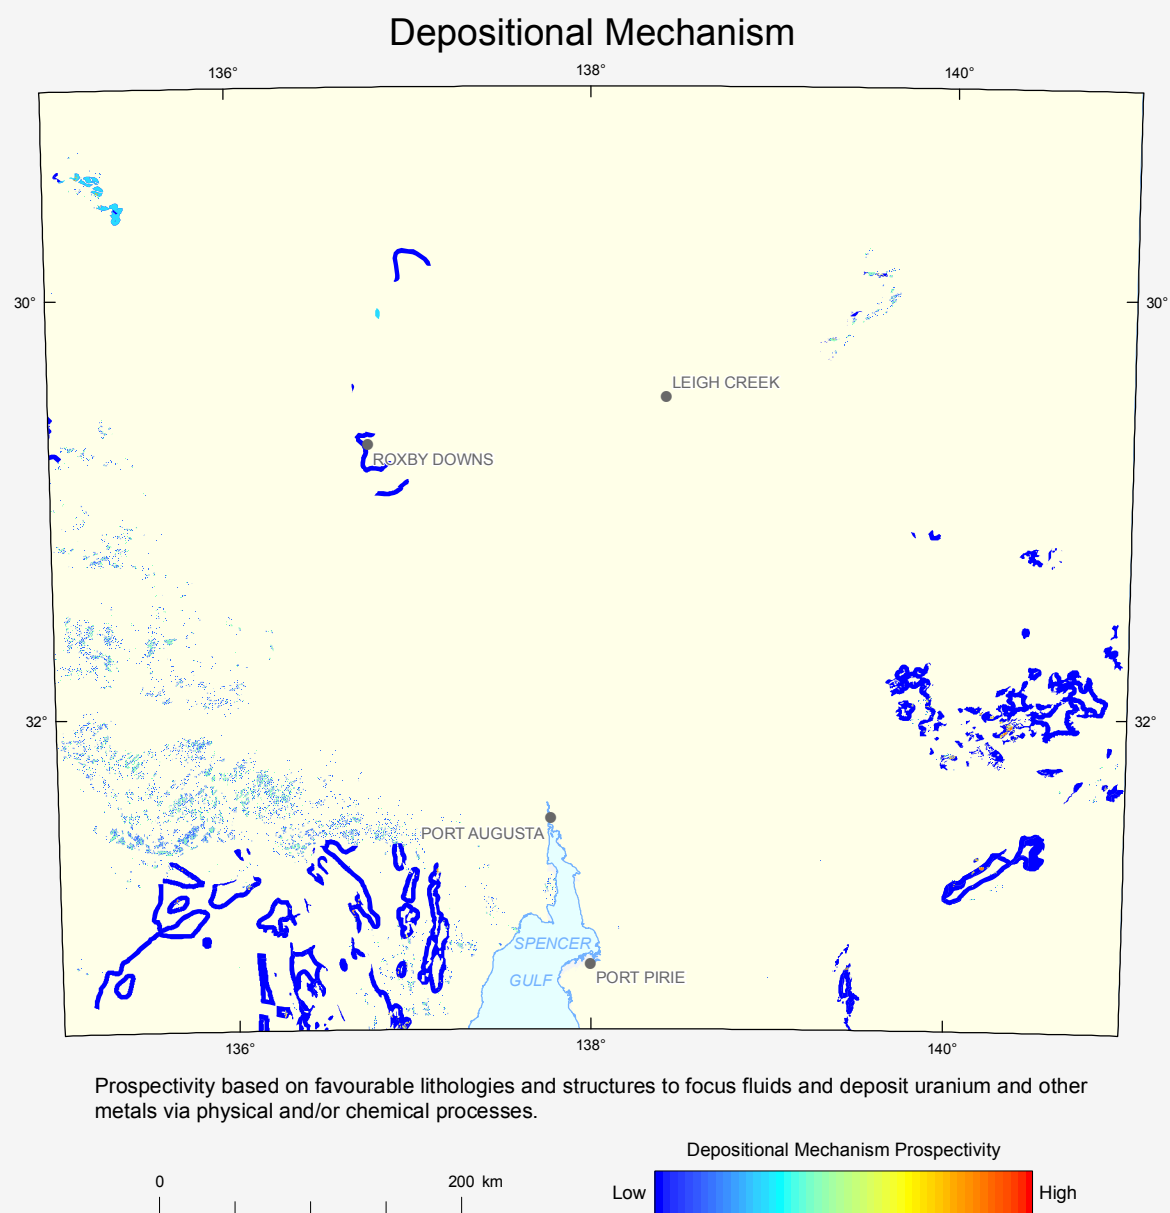 Depositional Mechanism
136°
138°
140°
30°
30°
LEIGH CREEK
ROXBY DOWNS
32°
32°
PORT AUGUSTA
SPENCER
GULF
PORT PIRIE
136°
138°
140°
Prospectivity based on favourable lithologies and structures to focus fluids and deposit uranium and other
metals via physical and/or chemical processes.
Depositional Mechanism Prospectivity
0
200 km
Low
High